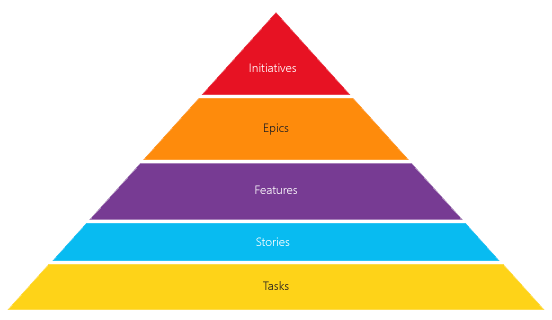 Initiatives
Epics
Features
Stories
Tasks